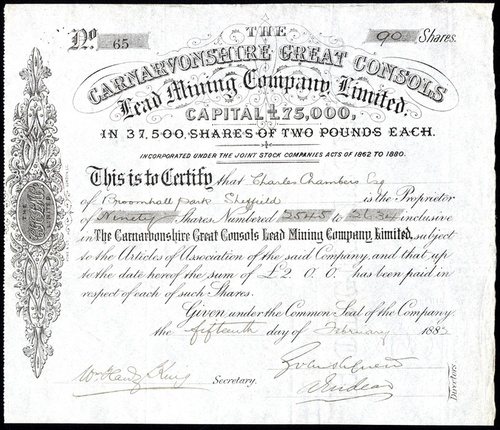 No. 65
90 Shares.
THE
CARNARVONSHIRE GREAT CONSOLS
Lead Mining Company, Limited.
CAPITAL £75,000,
IN 37,500, SHARES OF TWO POUNDS EACH.
INCORPORATED UNDER THE JOINT STOCK COMPANIES ACTS OF 1862 TO 1880.
This is to Certify that Charles Chambers Esq
of Broomhall Park Sheffield is the Proprietor
of Ninety Shares Numbered 2545 to 2634 inclusive
in The Carnarvonshire Great Consols Lead Mining Company, Limited, subject
to the Articles of Association of the said Company, and that up
to the date hereof the sum of £2. 0. 0. has been paid in
respect of each of such Shares.
Given under the Common Seal of the Company,
the fifteenth day of February 188
Secretary.
Directors.